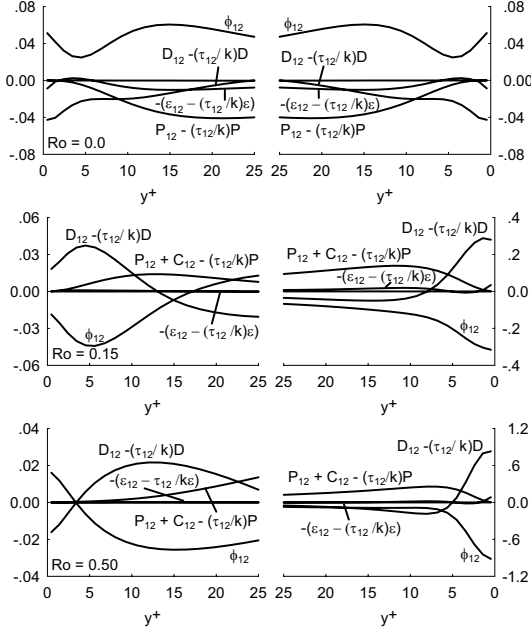 .08
.04
0.00
-.04
-.08
ϕ₁₂
D₁₂ -(τ₁₂/ k)D
-(ε₁₂ – (τ₁₂/k)ε)
P₁₂ - (τ₁₂/k)P
Ro = 0.0
0 5 10 15 20 25
y⁺
ϕ₁₂
D₁₂ -(τ₁₂/ k)D
-(ε₁₂ – (τ₁₂/k)ε)
P₁₂ - (τ₁₂/k)P
25 20 15 10 5 0
y⁺
.08
.04
0.00
-.04
-.08
.06
.03
0.00
-.03
-.06
D₁₂ -(τ₁₂/ k)D
P₁₂ + C₁₂ - (τ₁₂/k)P
-(ε₁₂ – (τ₁₂/k)ε)
ϕ₁₂
Ro = 0.15
0 5 10 15 20 25
y⁺
D₁₂ -(τ₁₂/ k)D
P₁₂ + C₁₂ - (τ₁₂/k)P
-(ε₁₂ – (τ₁₂/k)ε)
ϕ₁₂
25 20 15 10 5 0
y⁺
.4
.2
0.0
-.2
-.4
.04
.02
0.00
-.02
-.04
D₁₂ -(τ₁₂/ k)D
-(ε₁₂ – τ₁₂/kε)
P₁₂ + C₁₂ - (τ₁₂/k)P
ϕ₁₂
Ro = 0.50
0 5 10 15 20 25
y⁺
D₁₂ -(τ₁₂/ k)D
P₁₂ + C₁₂ - (τ₁₂/k)P
-(ε₁₂ – (τ₁₂/k)ε)
ϕ₁₂
25 20 15 10 5 0
y⁺
1.2
.6
0.0
-.6
-1.2